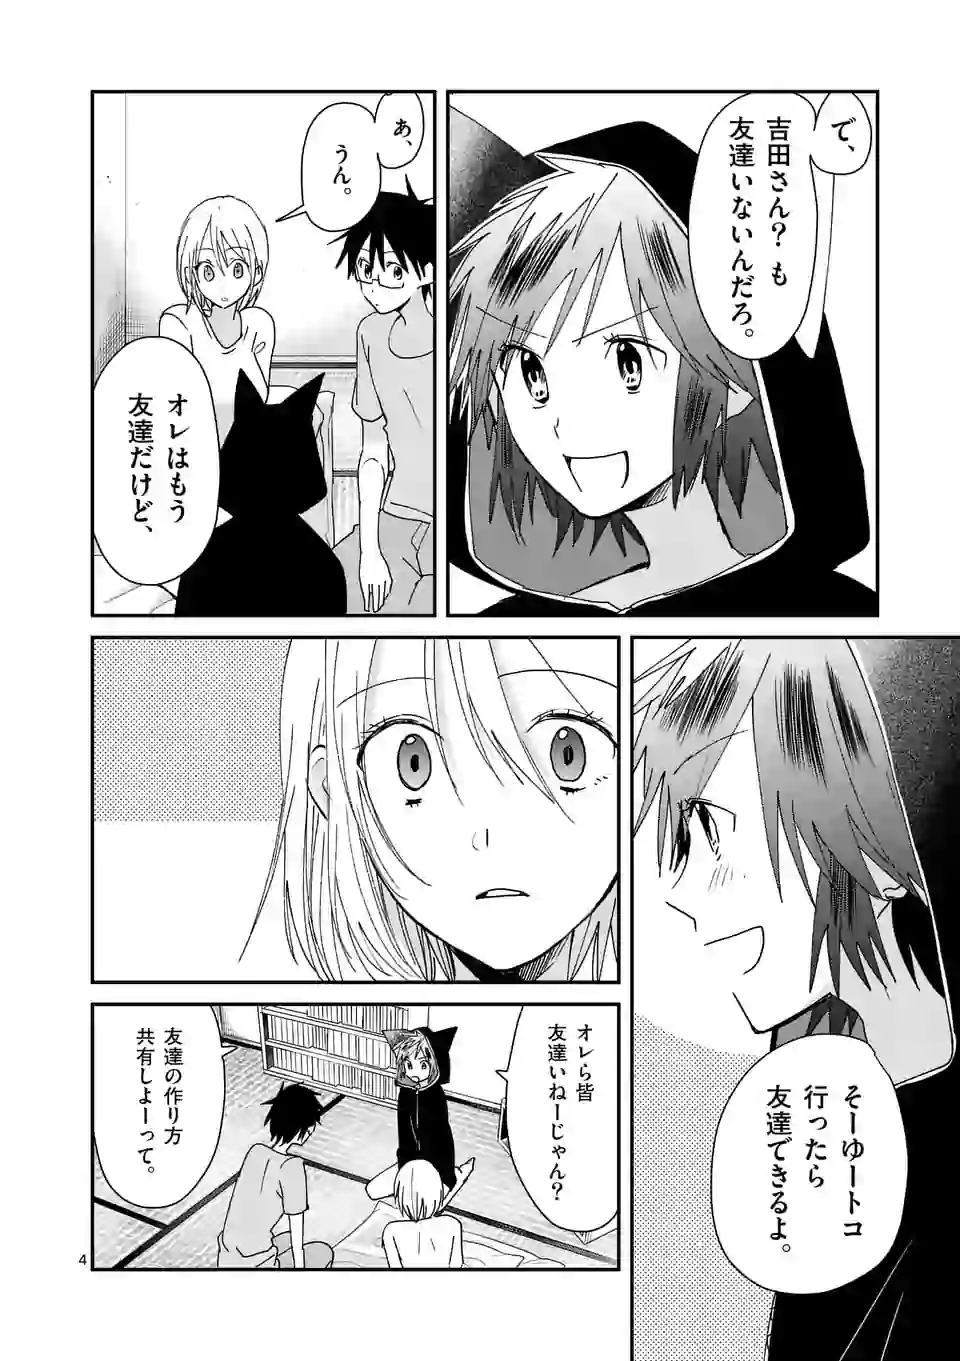 で、
吉田さん？も
友達いないんだろ。
あ、
うん。
オレはもう
友達だけど、
そーゆートコ
行ったら
友達できるよ。
オレら皆
友達いねーじゃん？
友達の作り方
共有しよーって。
4